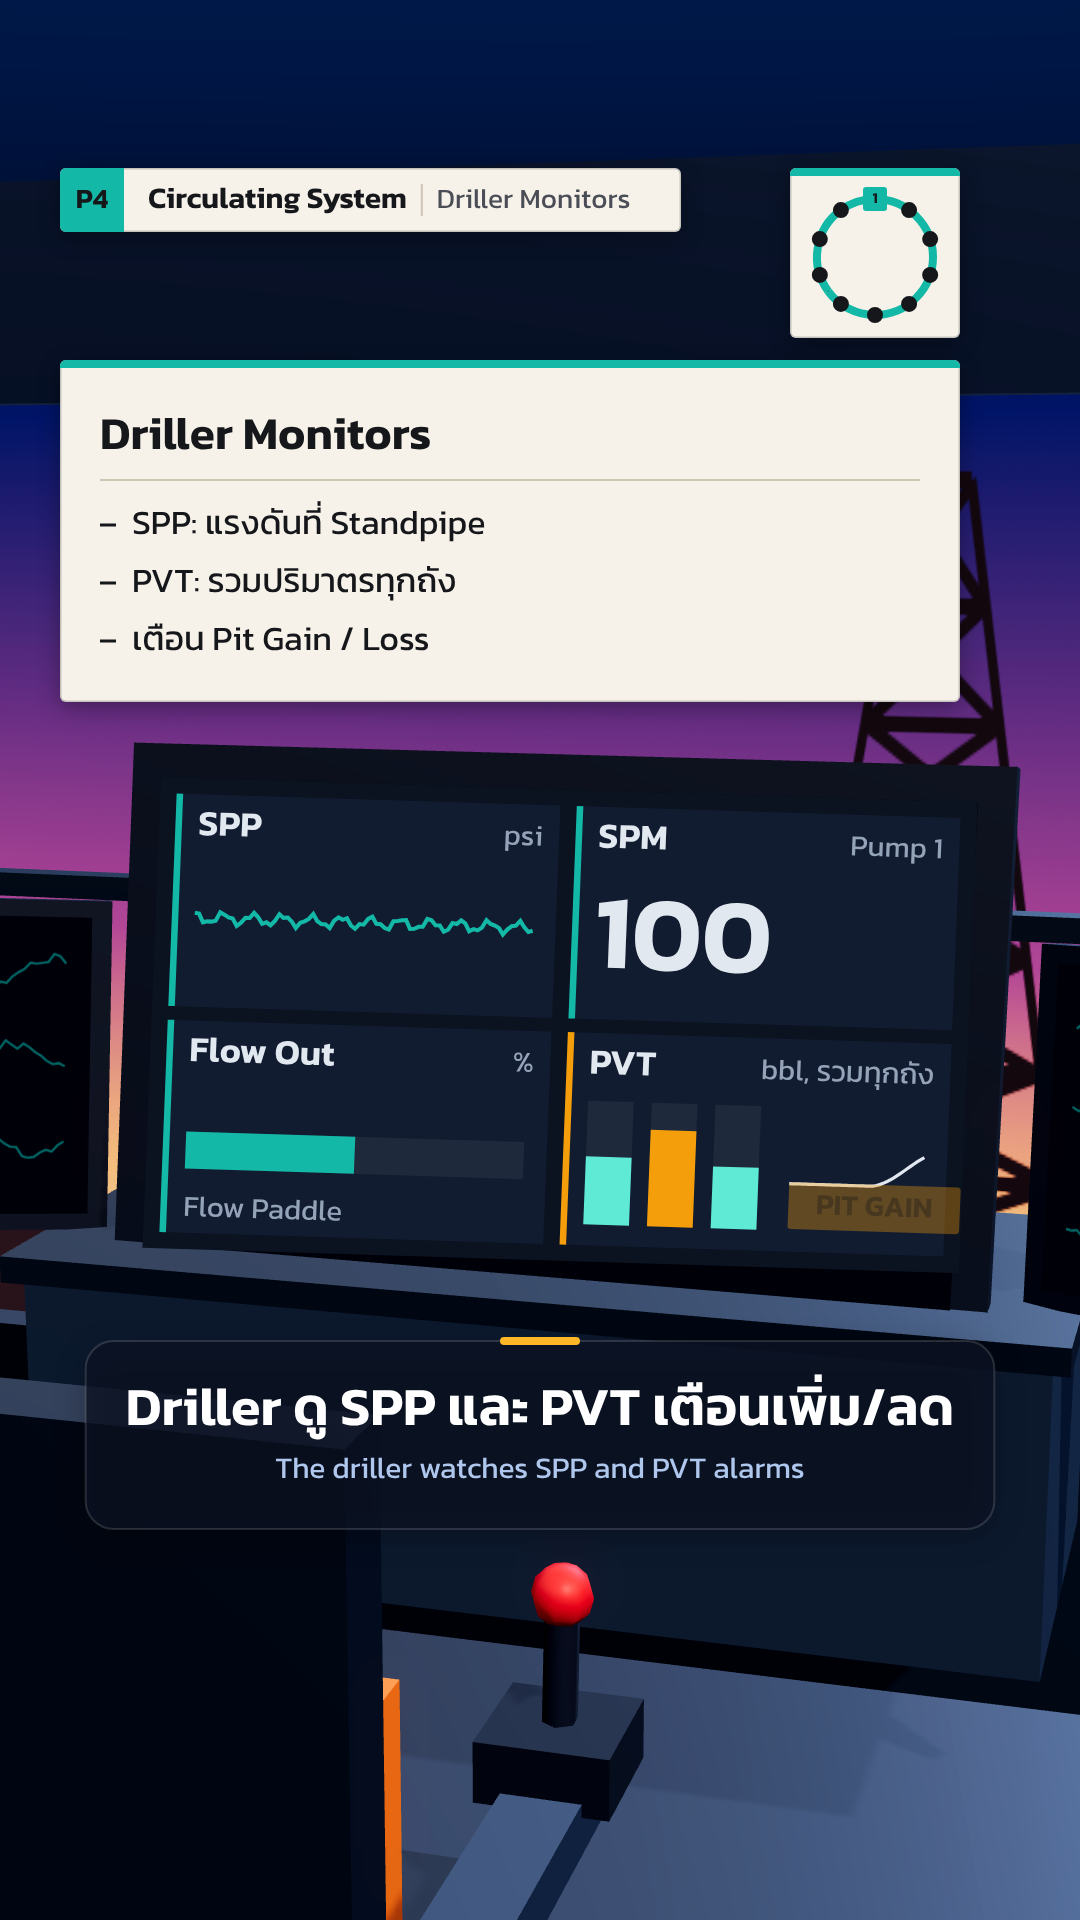 P4 Circulating System Driller Monitors
1
Driller Monitors
– SPP: แรงดันที่ Standpipe
– PVT: รวมปริมาตรทุกถัง
– เตือน Pit Gain / Loss
SPP psi
SPM Pump 1
100
Flow Out %
Flow Paddle
PVT bbl, รวมทุกถัง
PIT GAIN
Driller ดู SPP และ PVT เตือนเพิ่ม/ลด
The driller watches SPP and PVT alarms